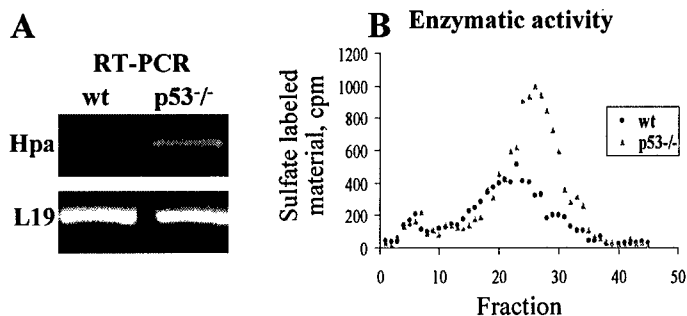 A
RT-PCR
wt p53-/-
Hpa
L19
B Enzymatic activity
Sulfate labeled
material, cpm
1200
1000
800
600
400
200
0
0 10 20 30 40 50
Fraction
wt
p53-/-